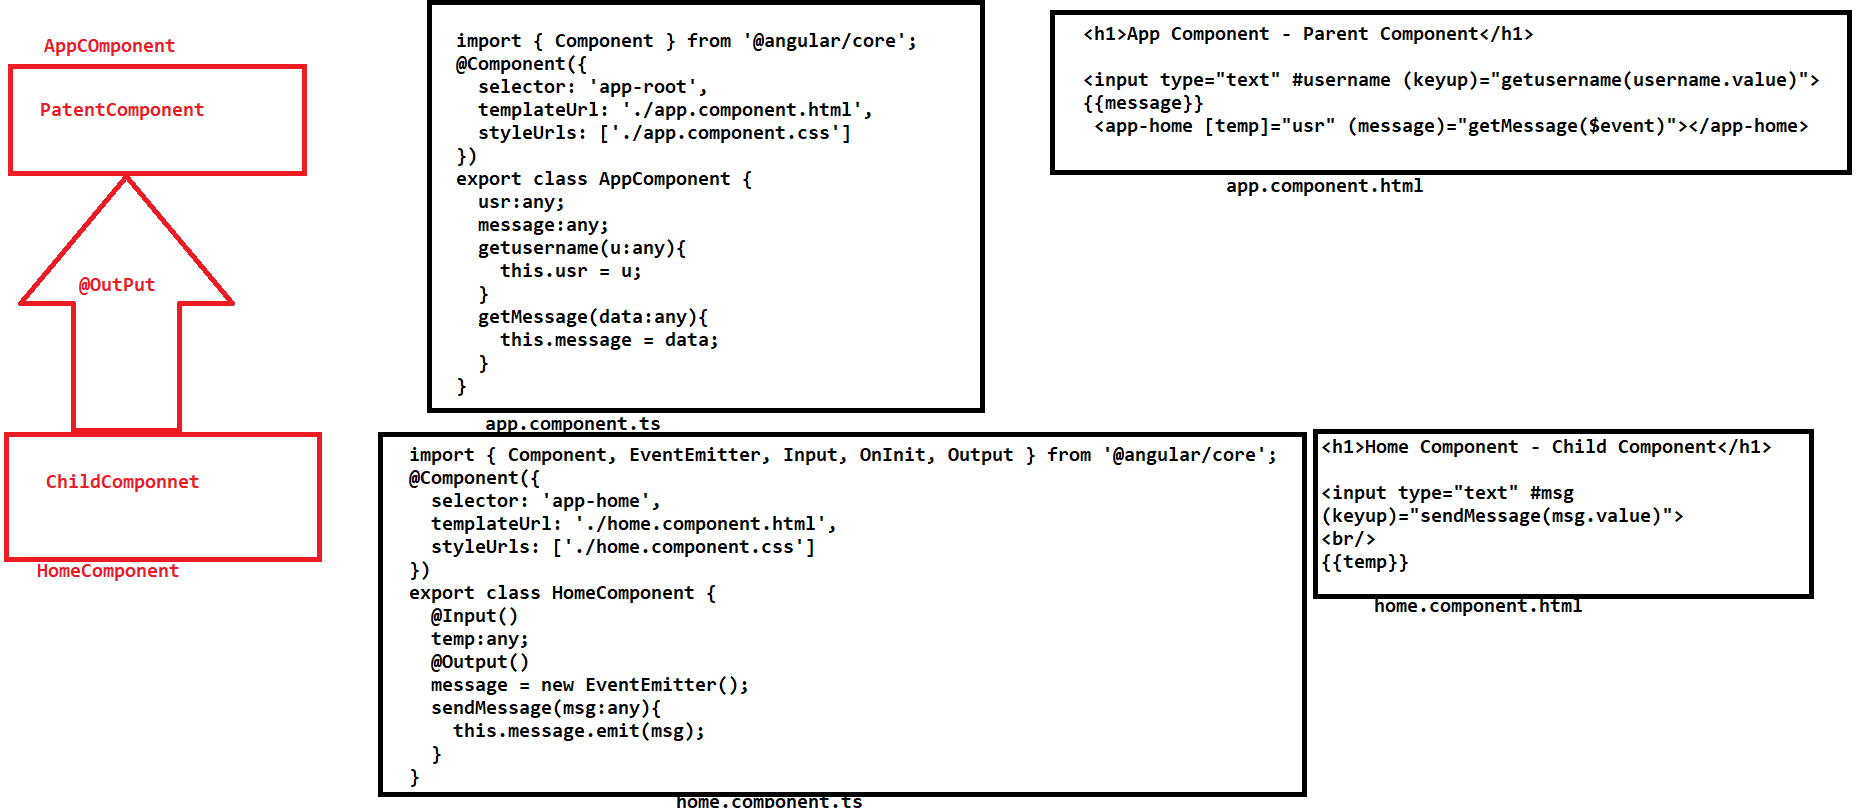 AppCOmponent
PatentComponent
@OutPut
ChildComponnet
HomeComponent
import { Component } from '@angular/core';
@Component({
  selector: 'app-root',
  templateUrl: './app.component.html',
  styleUrls: ['./app.component.css']
})
export class AppComponent {
  usr:any;
  message:any;
  getusername(u:any){
    this.usr = u;
  }
  getMessage(data:any){
    this.message = data;
  }
}
app.component.ts
<h1>App Component - Parent Component</h1>
<input type="text" #username (keyup)="getusername(username.value)">
{{message}}
 <app-home [temp]="usr" (message)="getMessage($event)"></app-home>
app.component.html
import { Component, EventEmitter, Input, OnInit, Output } from '@angular/core';
@Component({
  selector: 'app-home',
  templateUrl: './home.component.html',
  styleUrls: ['./home.component.css']
})
export class HomeComponent {
  @Input()
  temp:any;
  @Output()
  message = new EventEmitter();
  sendMessage(msg:any){
    this.message.emit(msg);
  }
}
home.component.ts
<h1>Home Component - Child Component</h1>
<input type="text" #msg
(keyup)="sendMessage(msg.value)">
<br/>
{{temp}}
home.component.html